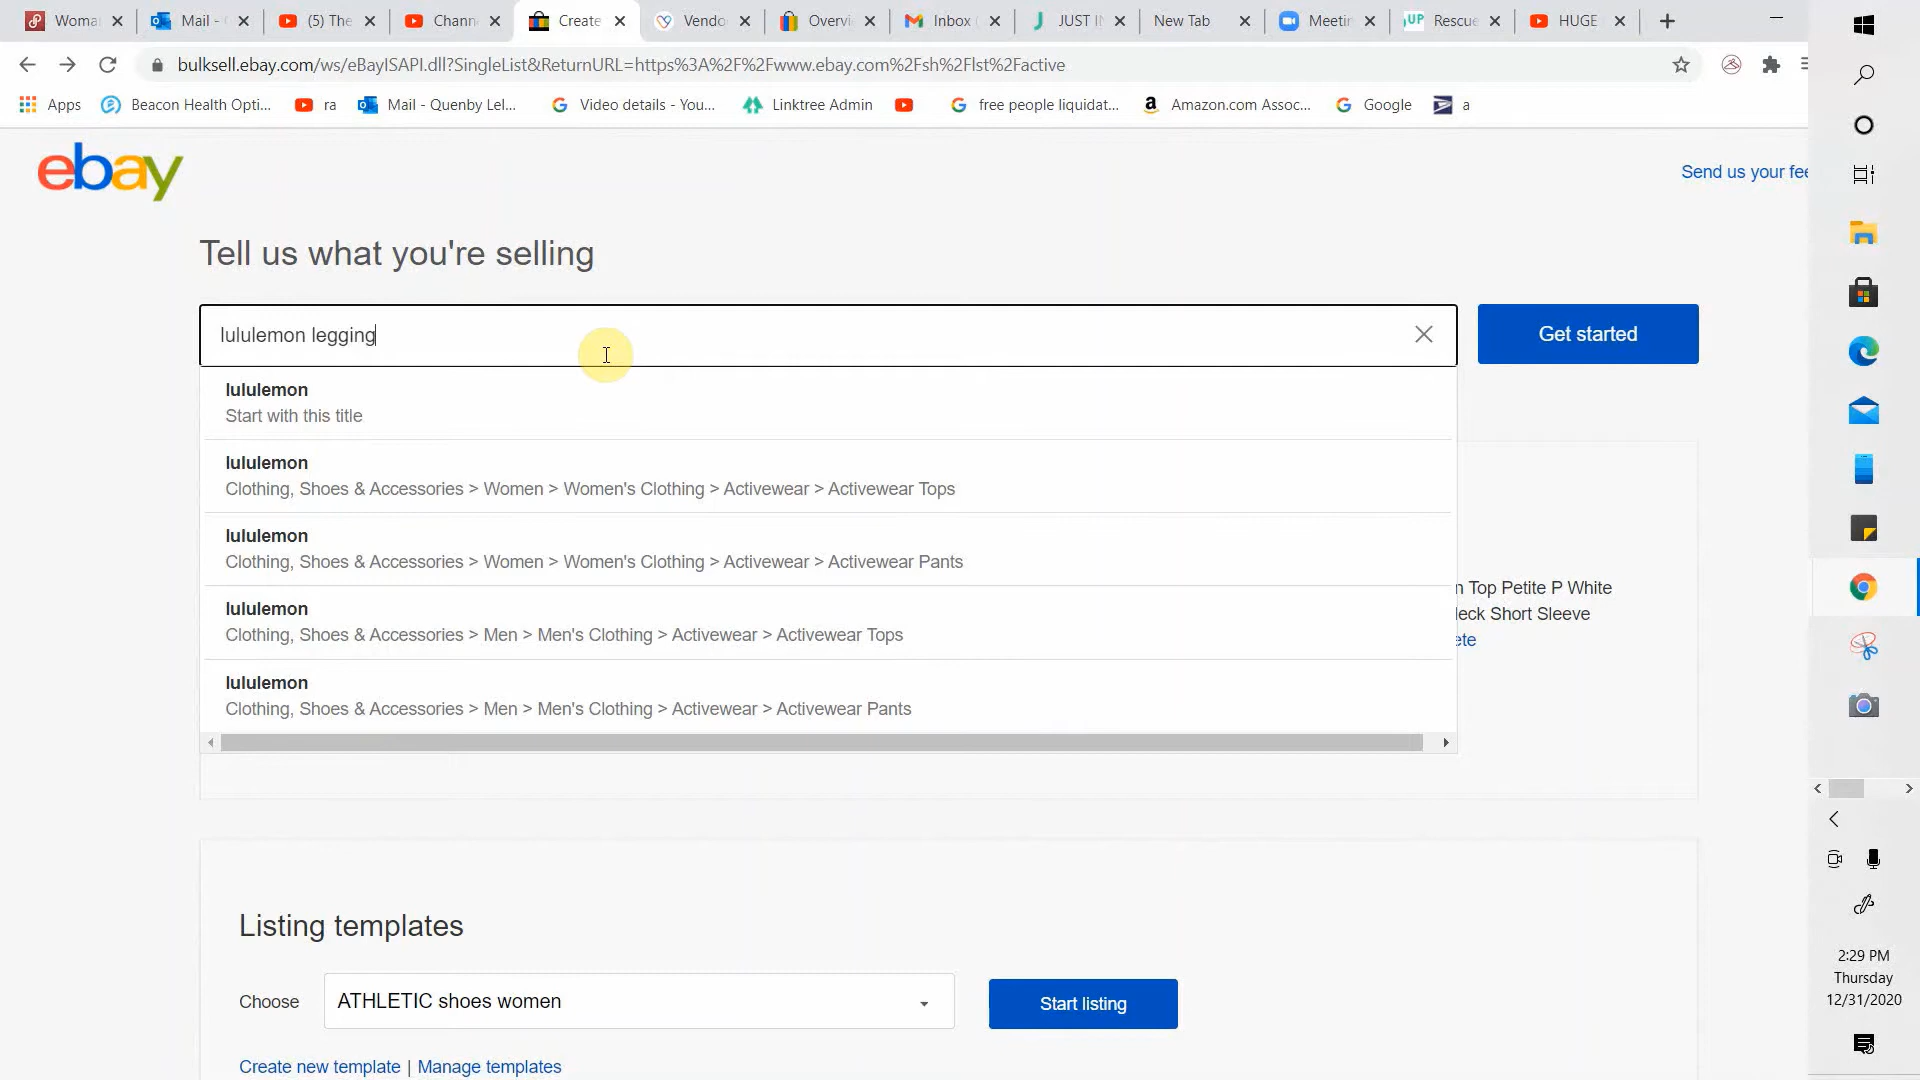 Woma
Mail -
(5) The
Chann
Create
Vendo
Overvi
Inbox
JUST I
New Tab
Meetin
Rescue
HUGE
bulksell.ebay.com/ws/eBayISAPI.dll?SingleList&ReturnURL=https%3A%2F%2Fwww.ebay.com%2Fsh%2Flst%2Factive
Apps
Beacon Health Opti...
ra
Mail - Quenby Lel...
Video details - You...
Linktree Admin
free people liquidat...
Amazon.com Assoc...
Google
a
ebay
Send us your fee
Tell us what you're selling
lululemon legging
Get started
lululemon
Start with this title
lululemon
Clothing, Shoes & Accessories > Women > Women's Clothing > Activewear > Activewear Tops
lululemon
Clothing, Shoes & Accessories > Women > Women's Clothing > Activewear > Activewear Pants
lululemon
Clothing, Shoes & Accessories > Men > Men's Clothing > Activewear > Activewear Tops
lululemon
Clothing, Shoes & Accessories > Men > Men's Clothing > Activewear > Activewear Pants
n Top Petite P White
leck Short Sleeve
ete
Listing templates
Choose
ATHLETIC shoes women
Start listing
Create new template | Manage templates
2:29 PM
Thursday
12/31/2020